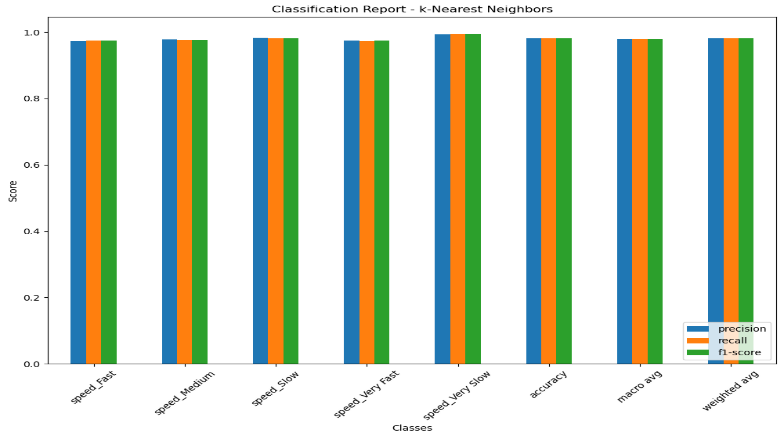 Classification Report - k-Nearest Neighbors
1.0
0.8
0.6
0.4
0.2
0.0
Score
precision
recall
f1-score
speed_Fast
speed_Medium
speed_Slow
speed_Very Fast
speed_Very Slow
accuracy
macro avg
weighted avg
Classes